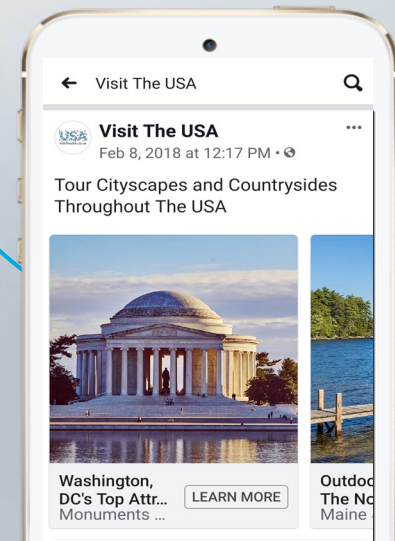 Visit The USA
USA
Visit The USA
Feb 8, 2018 at 12:17 PM
Tour Cityscapes and Countrysides
Throughout The USA
Washington,
DC's Top Attr...
Monuments ...
LEARN MORE
Outdoo
The No
Maine